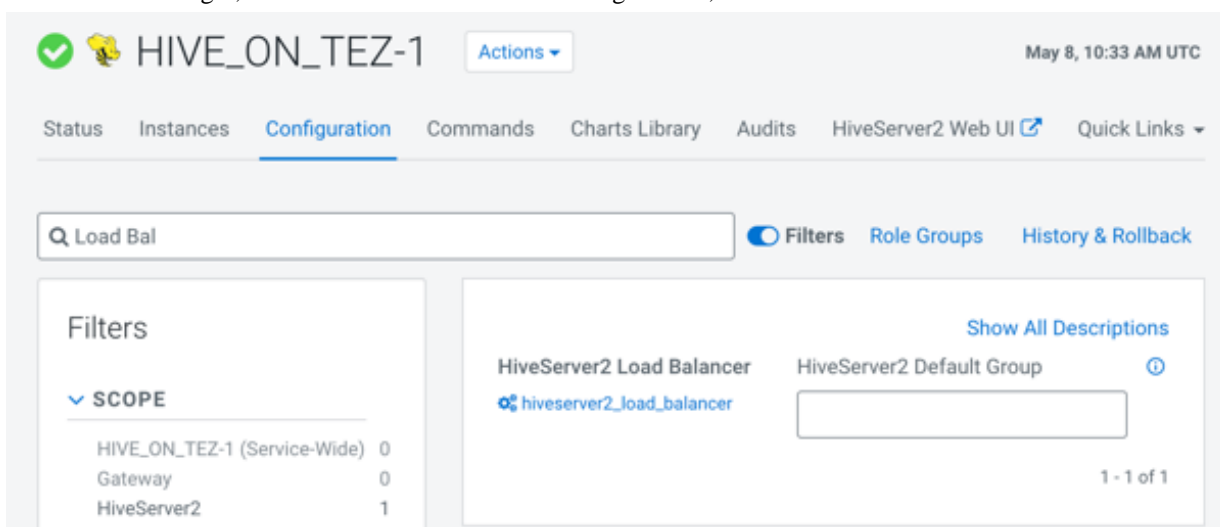 HIVE_ON_TEZ-1 Actions May 8, 10:33 AM UTC
Status Instances Configuration Commands Charts Library Audits HiveServer2 Web UI Quick Links
Load Bal Filters Role Groups History & Rollback
Filters
SCOPE
HIVE_ON_TEZ-1 (Service-Wide) 0
Gateway 0
HiveServer2 1
Show All Descriptions
HiveServer2 Load Balancer HiveServer2 Default Group
hiveserver2_load_balancer
1 - 1 of 1